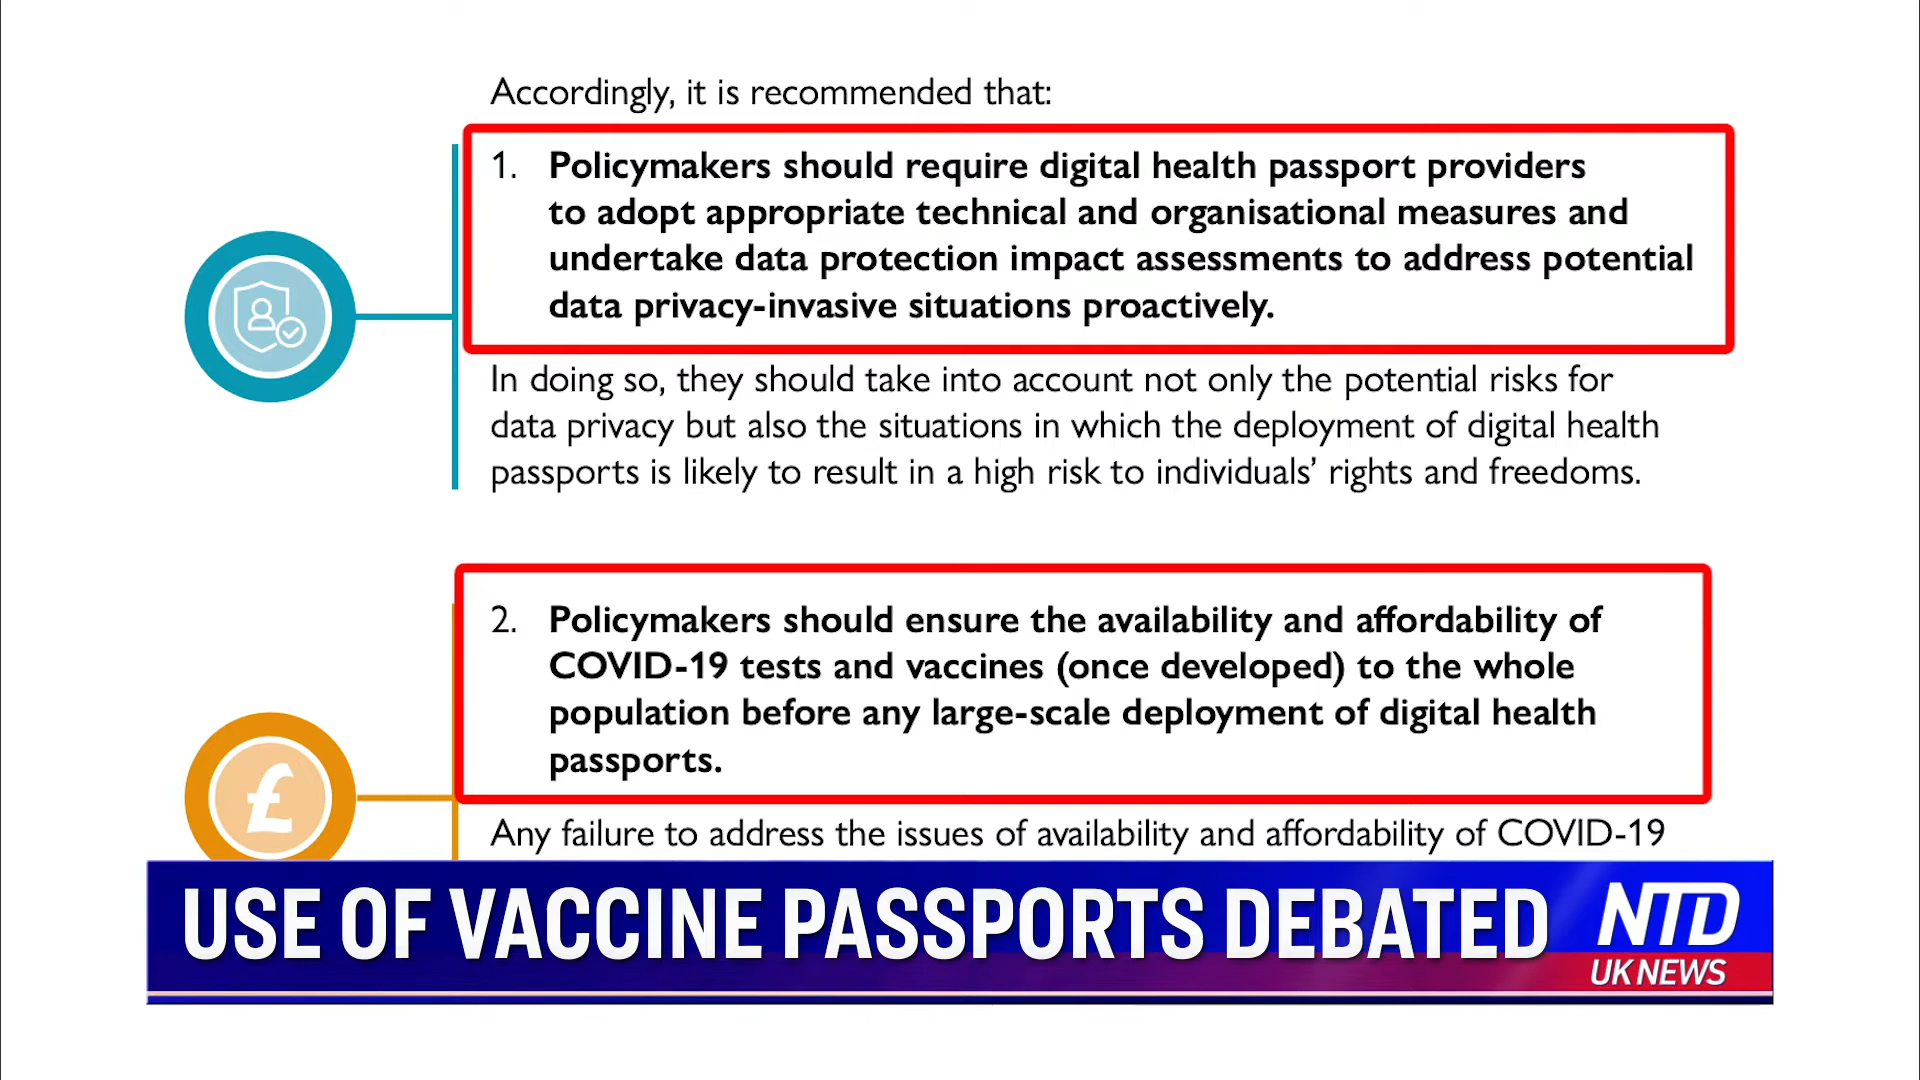 Accordingly, it is recommended that:
1. Policymakers should require digital health passport providers
to adopt appropriate technical and organisational measures and
undertake data protection impact assessments to address potential
data privacy-invasive situations proactively.
In doing so, they should take into account not only the potential risks for
data privacy but also the situations in which the deployment of digital health
passports is likely to result in a high risk to individuals’ rights and freedoms.
2. Policymakers should ensure the availability and affordability of
COVID-19 tests and vaccines (once developed) to the whole
population before any large-scale deployment of digital health
passports.
£
Any failure to address the issues of availability and affordability of COVID-19
USE OF VACCINE PASSPORTS DEBATED
NTD
UK NEWS